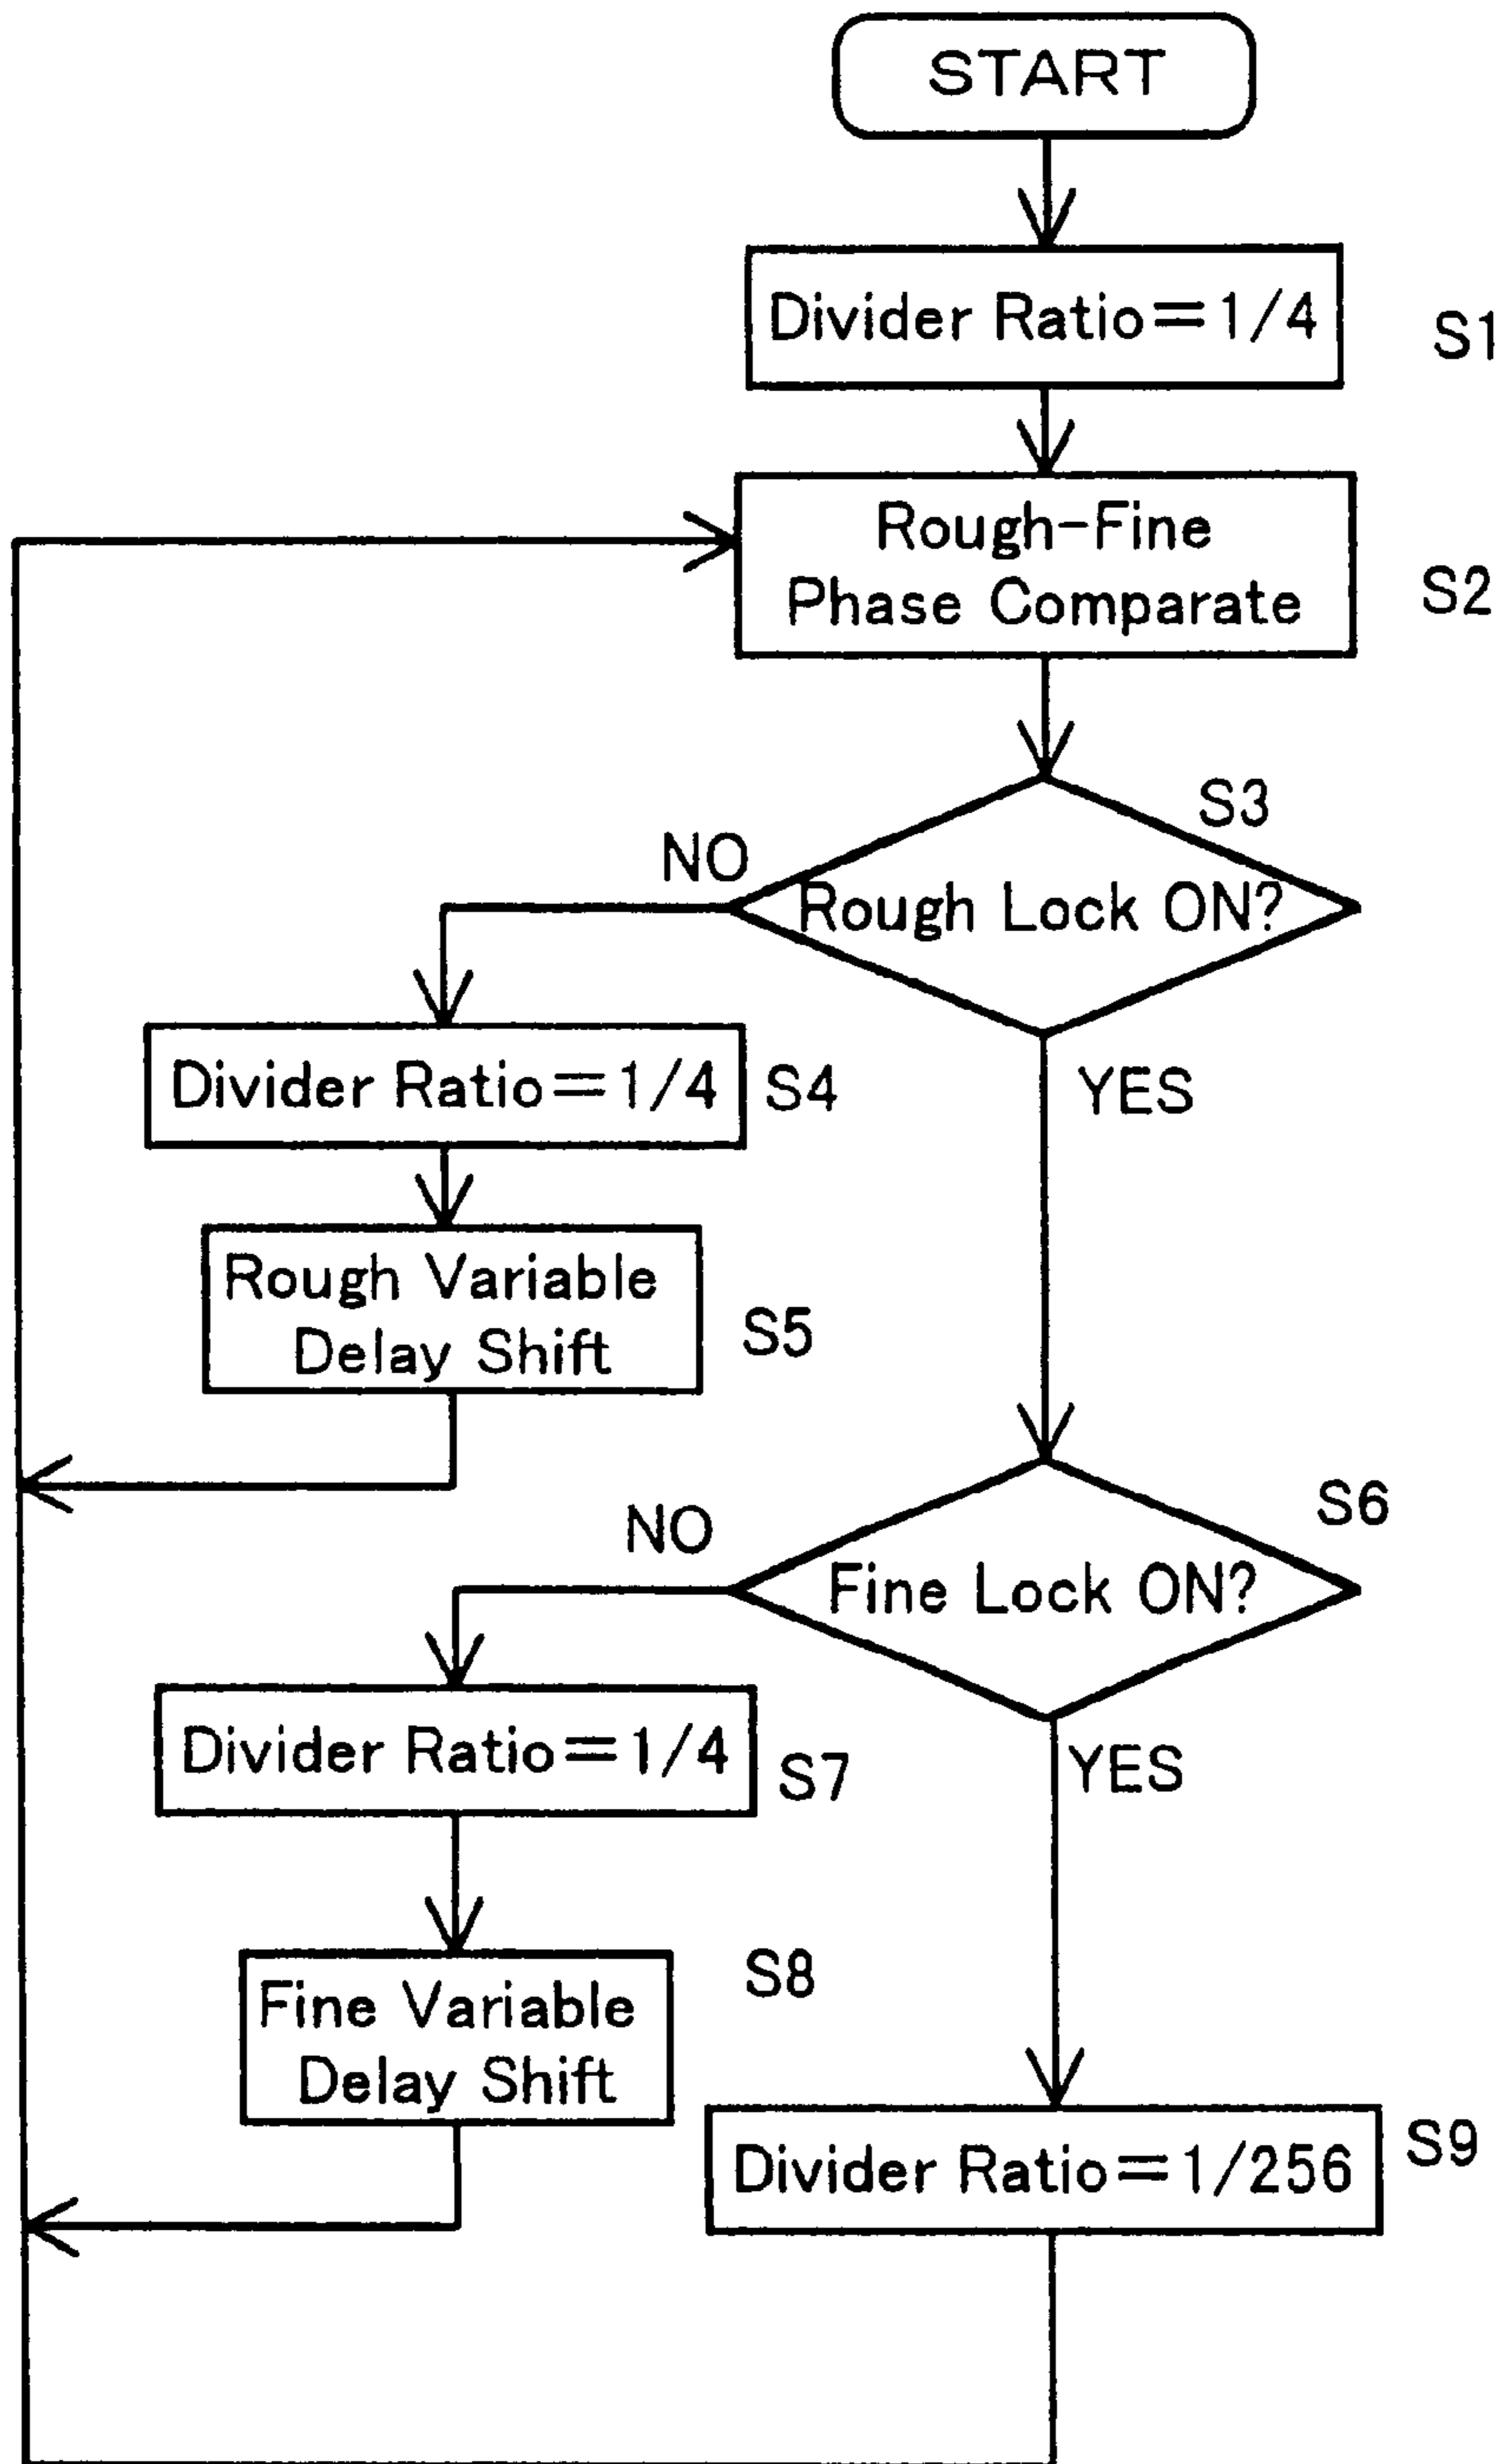 START
Divider Ratio=1/4
S1
Rough-Fine
Phase Comparate
S2
S3
NO
Rough Lock ON?
Divider Ratio=1/4
S4
YES
Rough Variable
Delay Shift
S5
S6
NO
Fine Lock ON?
Divider Ratio=1/4
S7
YES
Fine Variable
Delay Shift
S8
Divider Ratio=1/256
S9